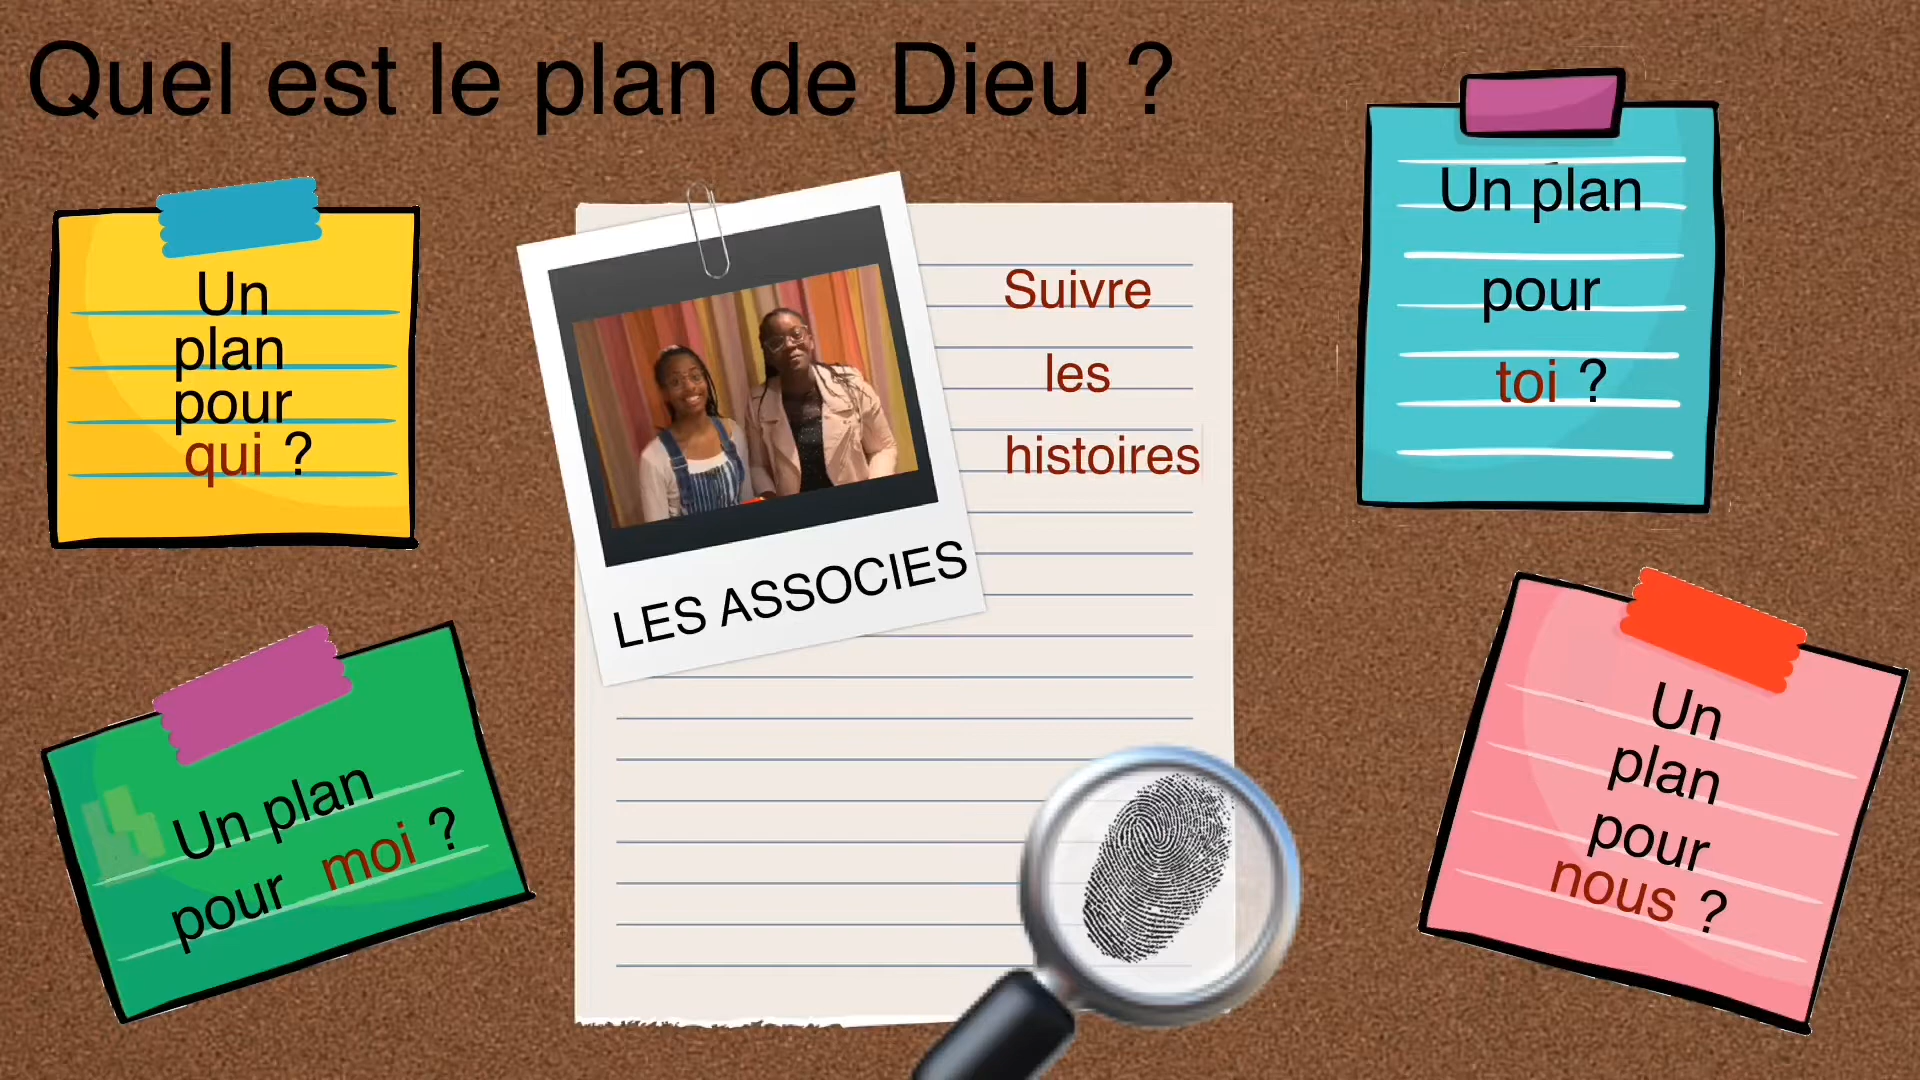 Quel est le plan de Dieu ?
Un
plan
pour
qui ?
LES ASSOCIES
Suivre
les
histoires
Un plan
pour
toi ?
Un plan
pour moi ?
Un
plan
pour
nous ?